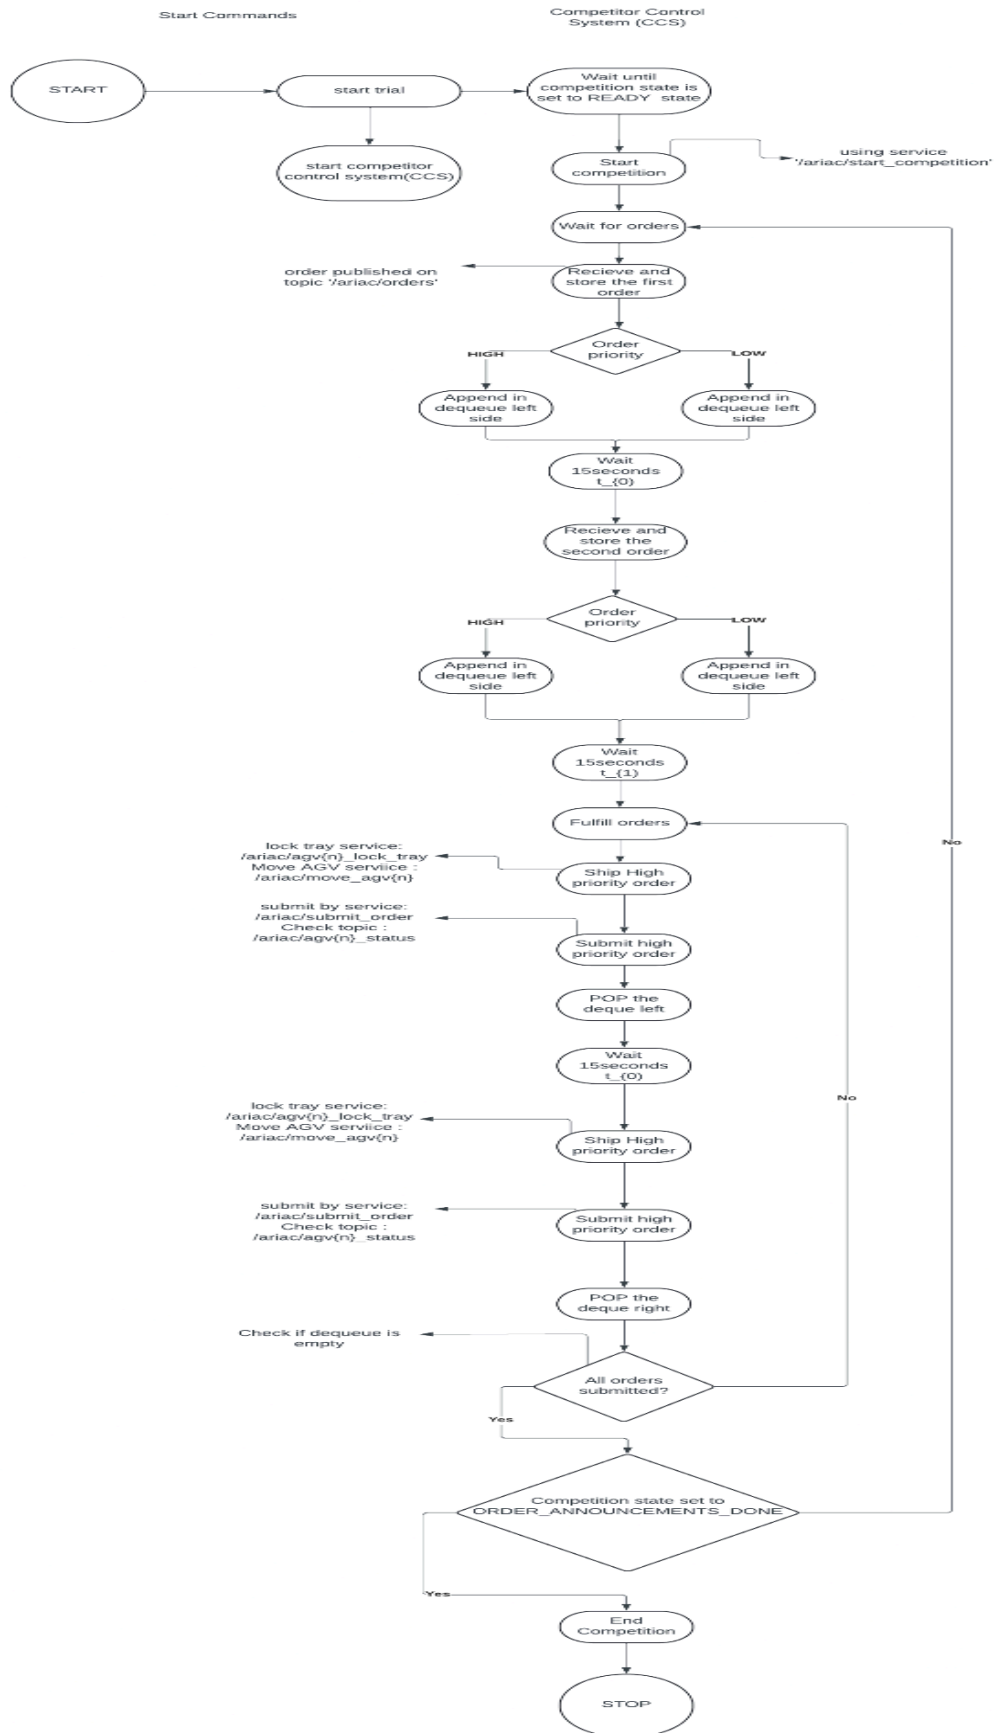 Start Commands
Competitor Control
System (CCS)
START
start trial
Wait until
competition state is
set to READY state
start competitor
control system(CCS)
Start
competition
using service
'/ariac/start_competition'
Wait for orders
order published on
topic '/ariac/orders'
Recieve and
store the first
order
Order
priority
HIGH
LOW
Append in
dequeue left
side
Append in
dequeue left
side
Wait
15seconds
t_{0)
Recieve and
store the
second order
Order
priority
HIGH
LOW
Append in
dequeue left
side
Append in
dequeue left
side
Wait
15seconds
t_{1)
Fulfill orders
No
lock tray service:
/ariac/agv{n}_lock_tray
Move AGV serviice :
/ariac/move_agv{n}
Ship High
priority order
submit by service:
/ariac/submit_order
Check topic :
/ariac/agv{n}_status
Submit high
priority order
POP the
deque left
Wait
15seconds
t_{0)
No
lock tray service:
/ariac/agv{n}_lock_tray
Move AGV serviice :
/ariac/move_agv{n}
Ship High
priority order
submit by service:
/ariac/submit_order
Check topic :
/ariac/agv{n}_status
Submit high
priority order
POP the
deque right
Check if dequeue is
empty
All orders
submitted?
Yes
Competition state set to
ORDER_ANNOUNCEMENTS_DONE
Yes
End
Competition
STOP